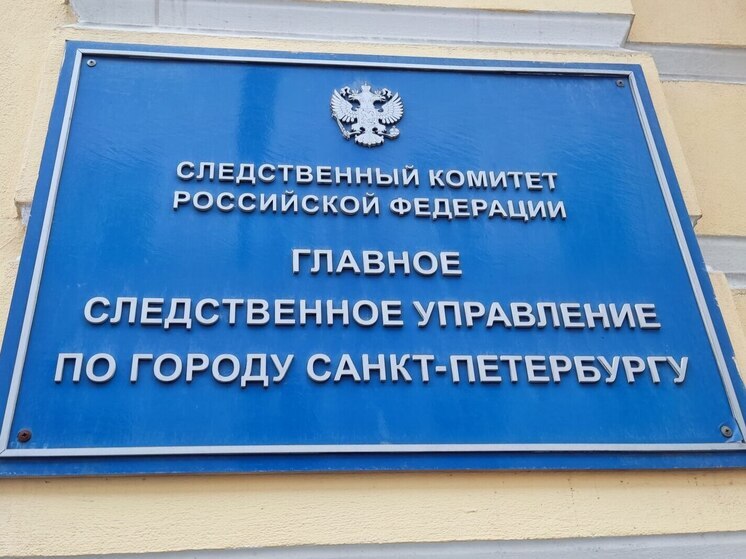 СЛЕДСТВЕННЫЙ КОМИТЕТ
РОССИЙСКОЙ ФЕДЕРАЦИИ
ГЛАВНОЕ
СЛЕДСТВЕННОЕ УПРАВЛЕНИЕ
ПО ГОРОДУ САНКТ-ПЕТЕРБУРГУ